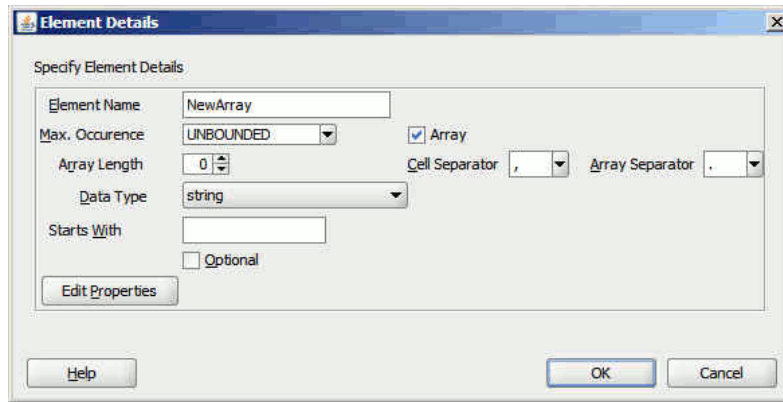 Element Details
Specify Element Details
Element Name NewArray
Max. Occurence UNBOUNDED Array
Array Length 0 Cell Separator , Array Separator .
Data Type string
Starts With
Optional
Edit Properties
Help OK Cancel